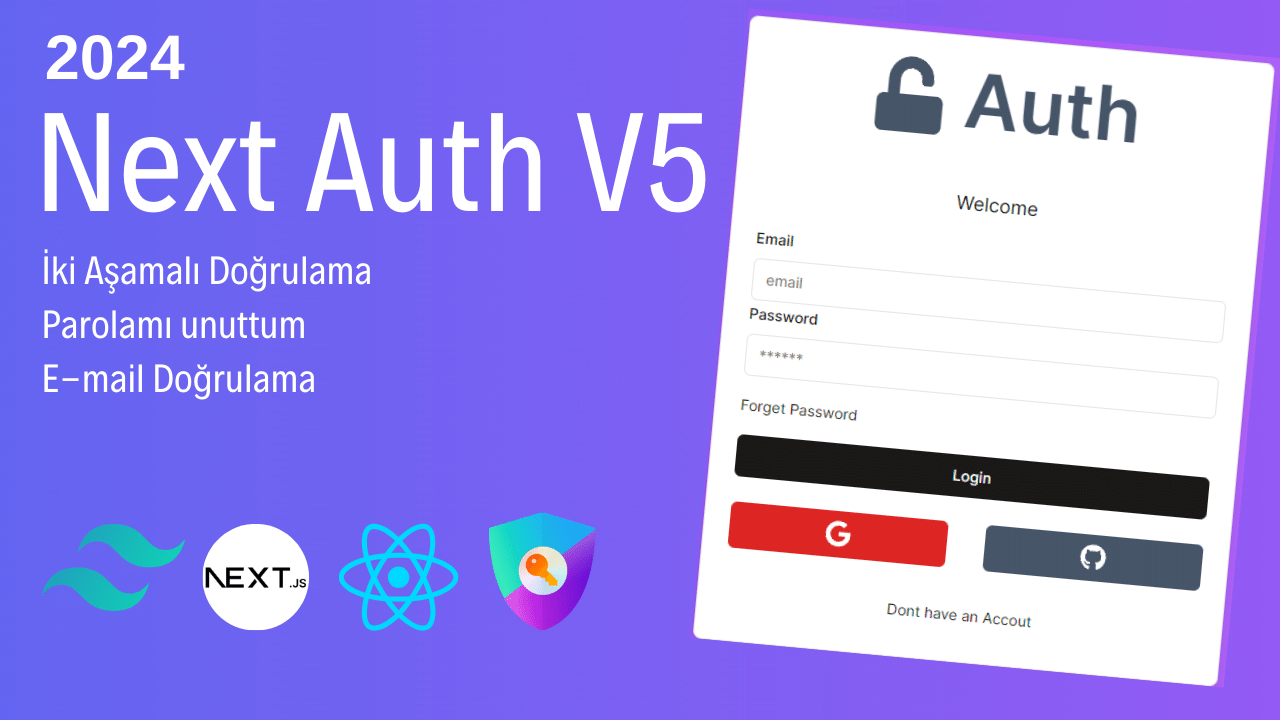 2024
Next Auth V5
İki Aşamalı Doğrulama
Parolamı unuttum
E-mail Doğrulama
NEXT.JS
Auth
Welcome
Email
email
Password
******
Forget Password
Login
G
Dont have an Accout